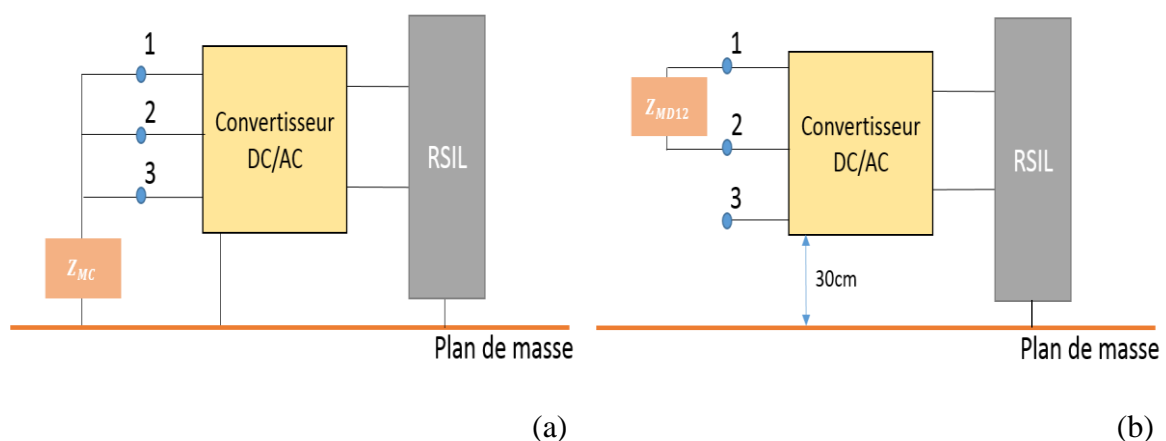 1
2
3
Convertisseur
DC/AC
RSIL
Z_MC
Plan de masse
(a)
1
Z_MD12
2
3
Convertisseur
DC/AC
RSIL
30cm
Plan de masse
(b)